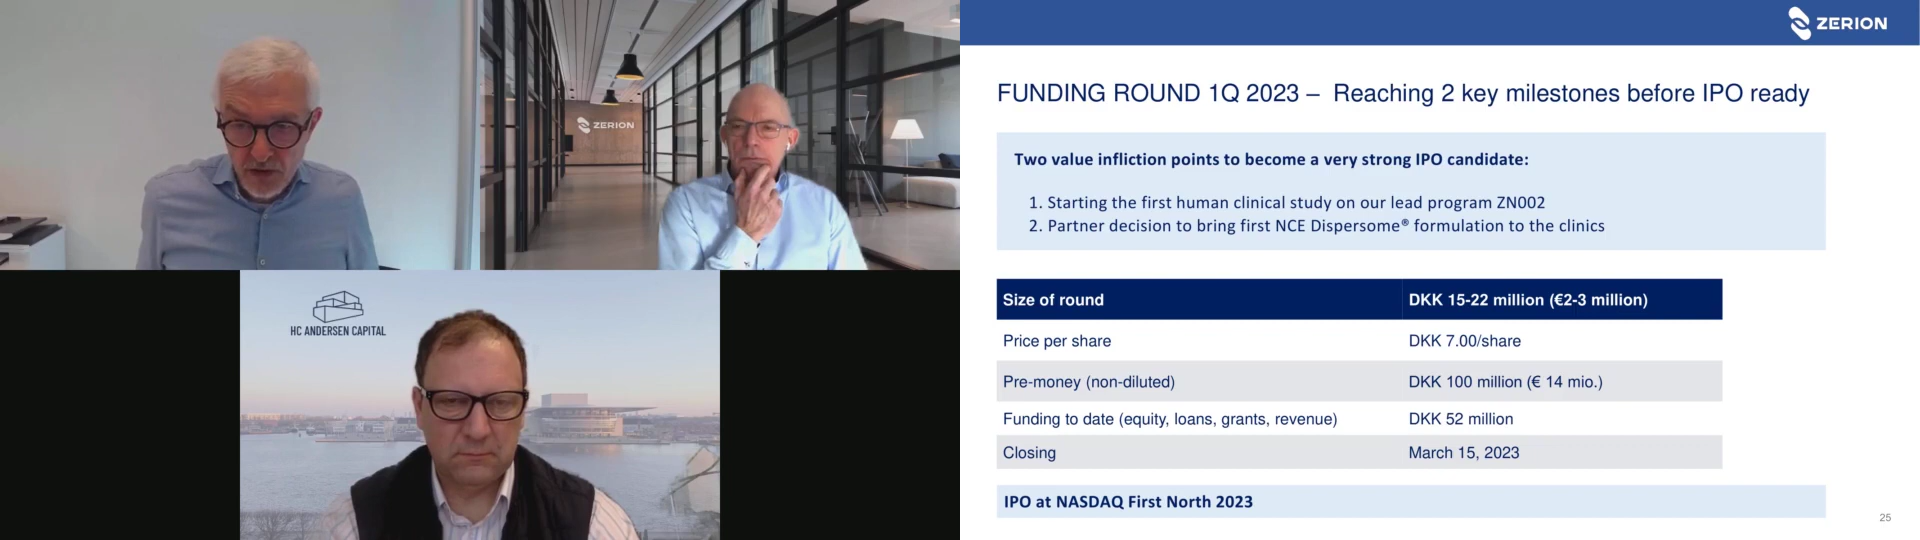 ZERION
HC ANDERSEN CAPITAL
ZERION
FUNDING ROUND 1Q 2023 – Reaching 2 key milestones before IPO ready
Two value infliction points to become a very strong IPO candidate:
1. Starting the first human clinical study on our lead program ZN002
2. Partner decision to bring first NCE Dispersome® formulation to the clinics
Size of round DKK 15-22 million (€2-3 million)
Price per share DKK 7.00/share
Pre-money (non-diluted) DKK 100 million (€ 14 mio.)
Funding to date (equity, loans, grants, revenue) DKK 52 million
Closing March 15, 2023
IPO at NASDAQ First North 2023
25